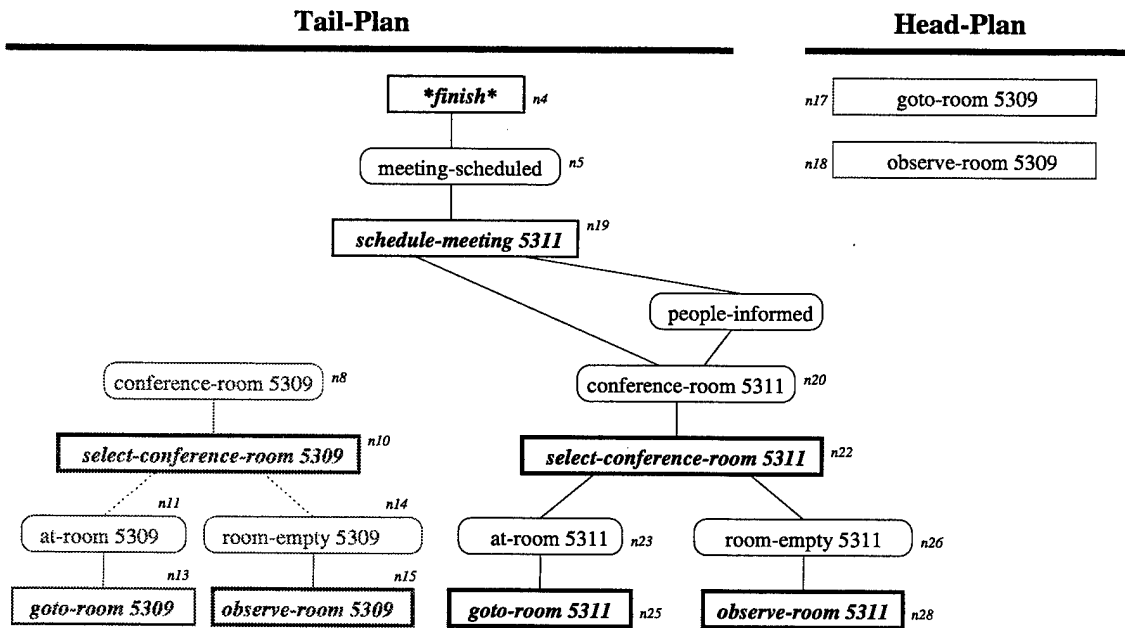 Tail-Plan
Head-Plan
*finish* n4
n17 goto-room 5309
meeting-scheduled n5
n18 observe-room 5309
schedule-meeting 5311 n19
people-informed
conference-room 5309 n8
conference-room 5311 n20
select-conference-room 5309 n10
select-conference-room 5311 n22
n11
n14
at-room 5309
room-empty 5309
at-room 5311 n23
room-empty 5311 n26
n13
n15
goto-room 5309
observe-room 5309
goto-room 5311 n25
observe-room 5311 n28